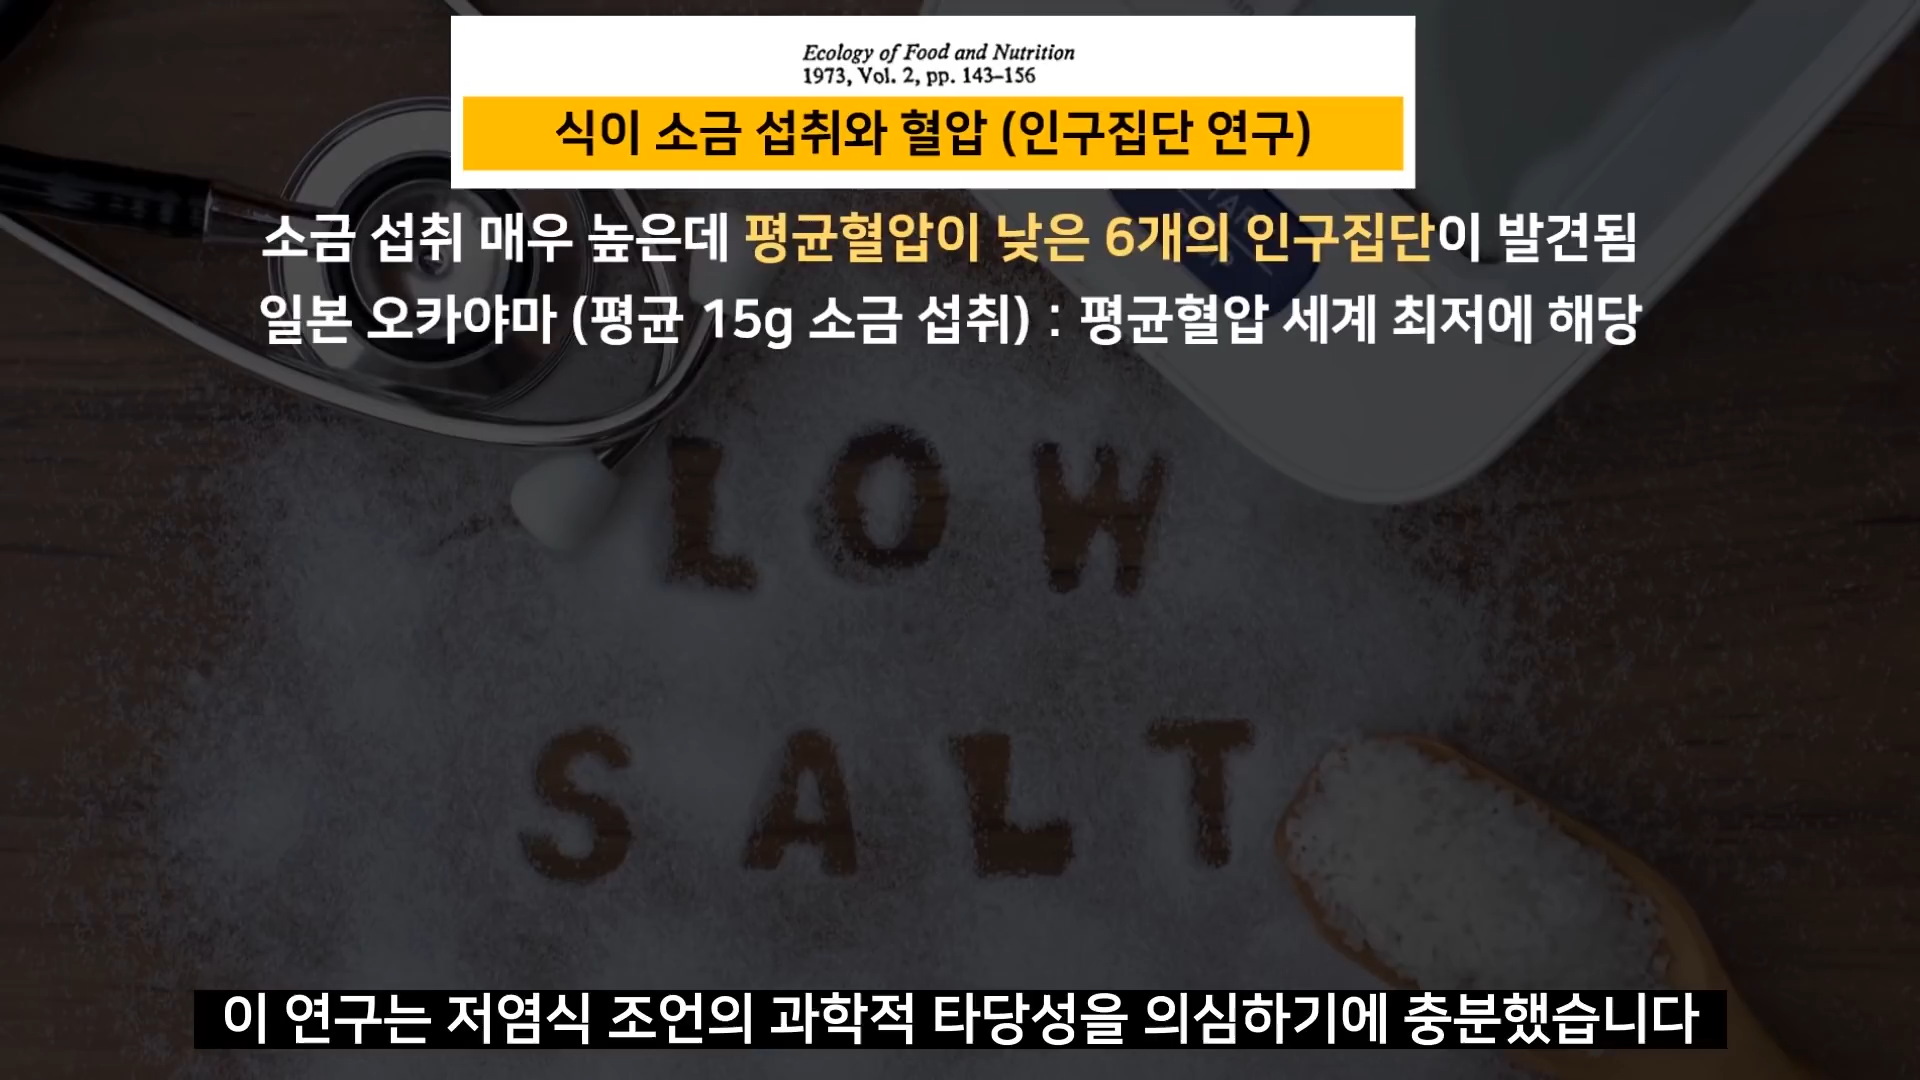 Ecology of Food and Nutrition
1973, Vol. 2, pp. 143–156
식이 소금 섭취와 혈압 (인구집단 연구)
소금 섭취 매우 높은데 평균혈압이 낮은 6개의 인구집단이 발견됨
일본 오카야마 (평균 15g 소금 섭취) : 평균혈압 세계 최저에 해당
LOW
SALT
이 연구는 저염식 조언의 과학적 타당성을 의심하기에 충분했습니다